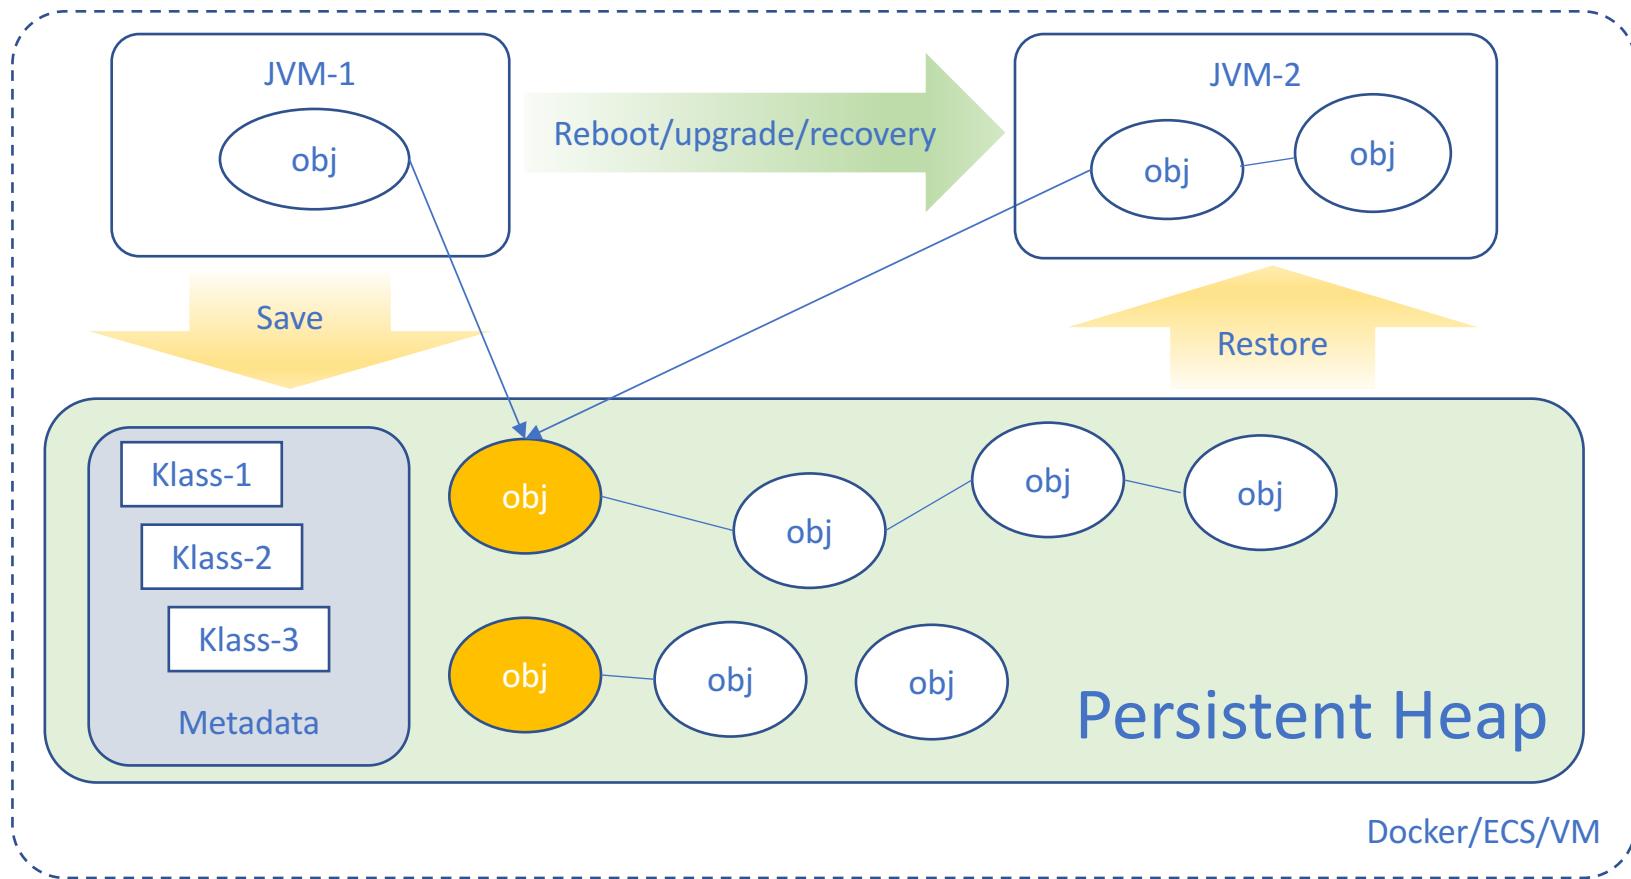 JVM-1
obj
Reboot/upgrade/recovery
JVM-2
obj
obj
Save
Restore
Klass-1
Klass-2
Klass-3
Metadata
obj
obj
obj
obj
obj
obj
obj
Persistent Heap
Docker/ECS/VM